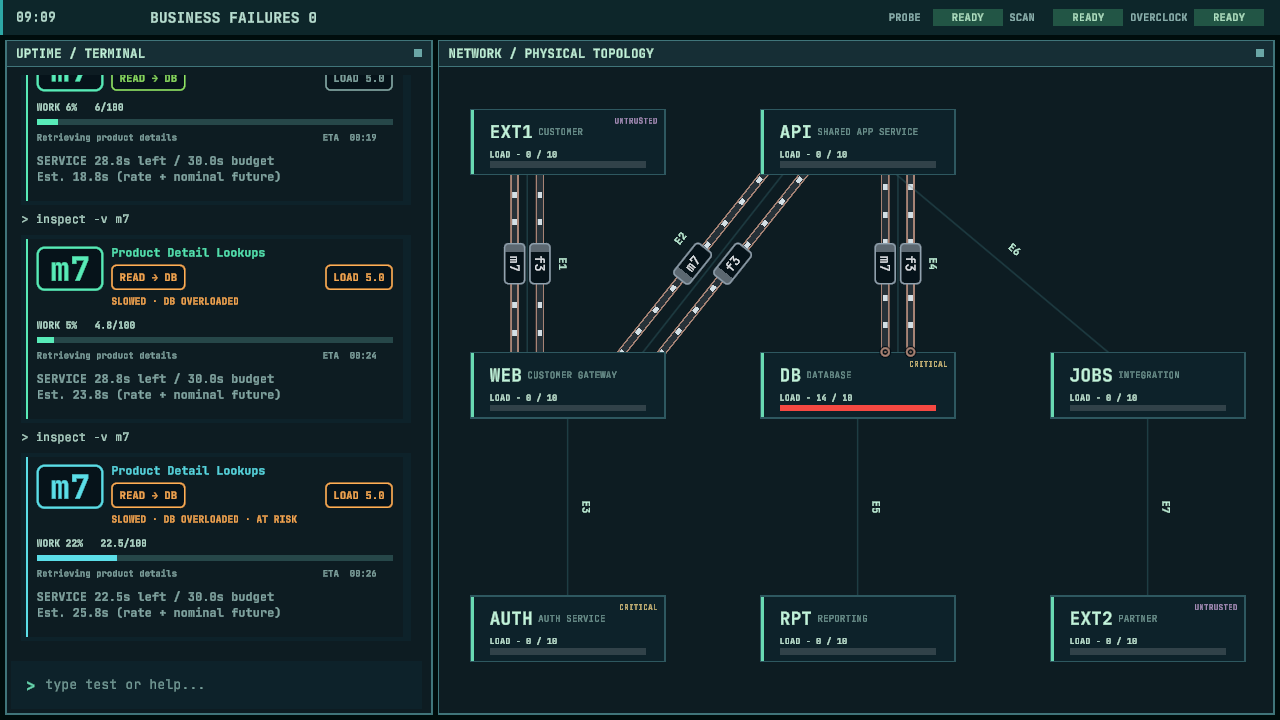 09:09
BUSINESS FAILURES 0
PROBE READY SCAN READY OVERCLOCK READY
UPTIME / TERMINAL
m7 READ → DB LOAD 5.0
WORK 6% 6/100
Retrieving product details ETA 00:19
SERVICE 28.8s left / 30.0s budget
Est. 18.8s (rate + nominal future)
> inspect -v m7
m7 Product Detail Lookups
READ → DB LOAD 5.0
SLOWED · DB OVERLOADED
WORK 5% 4.8/100
Retrieving product details ETA 00:24
SERVICE 28.8s left / 30.0s budget
Est. 23.8s (rate + nominal future)
> inspect -v m7
m7 Product Detail Lookups
READ → DB LOAD 5.0
SLOWED · DB OVERLOADED · AT RISK
WORK 22% 22.5/100
Retrieving product details ETA 00:26
SERVICE 22.5s left / 30.0s budget
Est. 25.8s (rate + nominal future)
> type test or help...
NETWORK / PHYSICAL TOPOLOGY
UNTRUSTED
EXT1 CUSTOMER
LOAD - 0 / 10
API SHARED APP SERVICE
LOAD - 0 / 10
m7 f3 E1
E2 m7 f3
m7 f3 E4
E6
WEB CUSTOMER GATEWAY
LOAD - 0 / 10
CRITICAL
DB DATABASE
LOAD - 14 / 10
JOBS INTEGRATION
LOAD - 0 / 10
E3
E5
E7
CRITICAL
AUTH AUTH SERVICE
LOAD - 0 / 10
RPT REPORTING
LOAD - 0 / 10
UNTRUSTED
EXT2 PARTNER
LOAD - 0 / 10